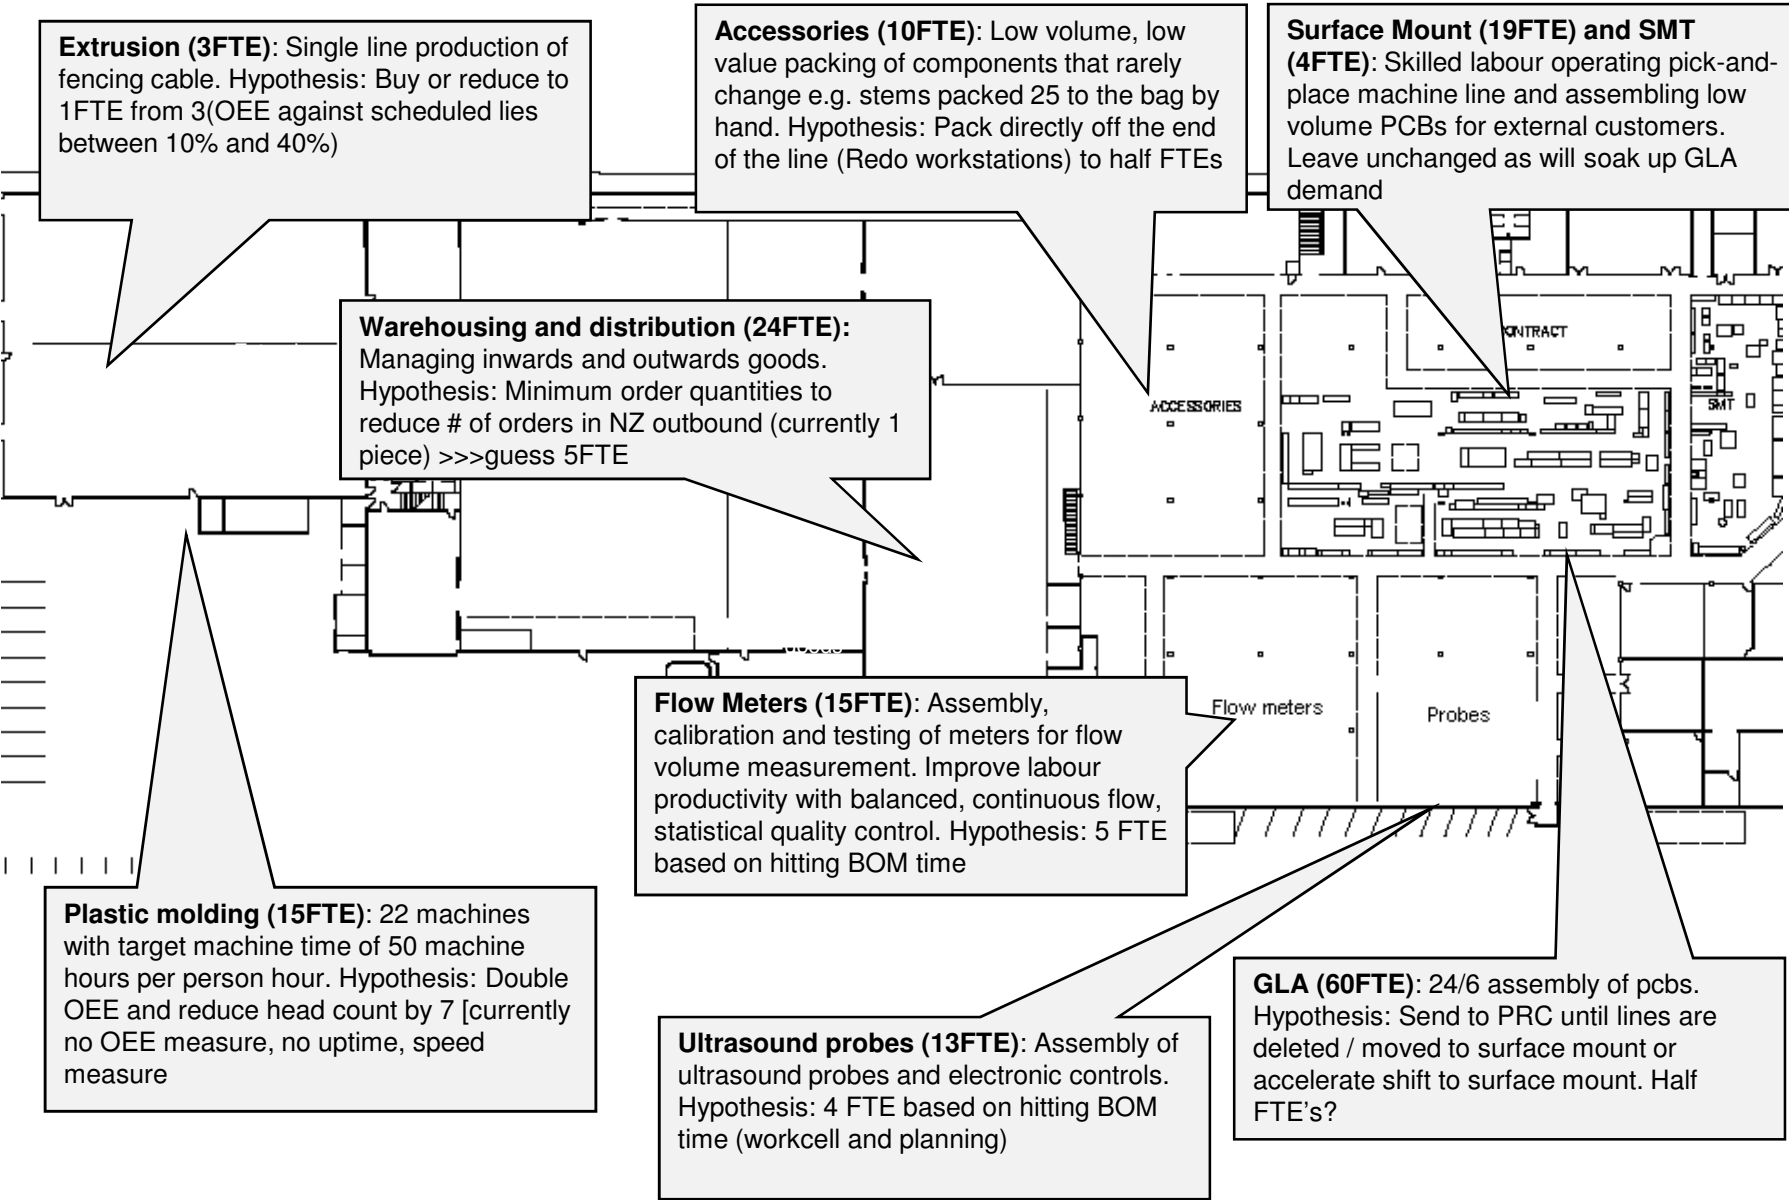 Extrusion (3FTE): Single line production of
fencing cable. Hypothesis: Buy or reduce to
1FTE from 3(OEE against scheduled lies
between 10% and 40%)
Accessories (10FTE): Low volume, low
value packing of components that rarely
change e.g. stems packed 25 to the bag by
hand. Hypothesis: Pack directly off the end
of the line (Redo workstations) to half FTEs
Surface Mount (19FTE) and SMT
(4FTE): Skilled labour operating pick-and-
place machine line and assembling low
volume PCBs for external customers.
Leave unchanged as will soak up GLA
demand
Warehousing and distribution (24FTE):
Managing inwards and outwards goods.
Hypothesis: Minimum order quantities to
reduce # of orders in NZ outbound (currently 1
piece) >>>guess 5FTE
ONTRACT
ACCESSORIES
SMT
Flow Meters (15FTE): Assembly,
calibration and testing of meters for flow
volume measurement. Improve labour
productivity with balanced, continuous flow,
statistical quality control. Hypothesis: 5 FTE
based on hitting BOM time
Flow meters
Probes
Plastic molding (15FTE): 22 machines
with target machine time of 50 machine
hours per person hour. Hypothesis: Double
OEE and reduce head count by 7 [currently
no OEE measure, no uptime, speed
measure
Ultrasound probes (13FTE): Assembly of
ultrasound probes and electronic controls.
Hypothesis: 4 FTE based on hitting BOM
time (workcell and planning)
GLA (60FTE): 24/6 assembly of pcbs.
Hypothesis: Send to PRC until lines are
deleted / moved to surface mount or
accelerate shift to surface mount. Half
FTE's?